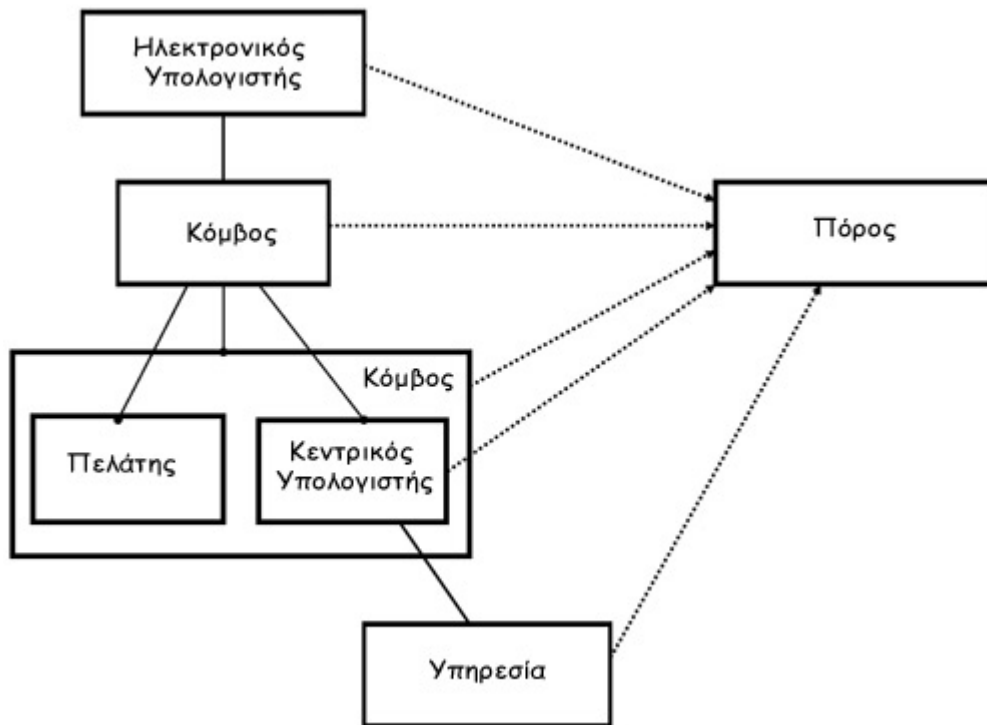 Ηλεκτρονικός
Υπολογιστής
Κόμβος
Πόρος
Κόμβος
Πελάτης
Κεντρικός
Υπολογιστής
Υπηρεσία